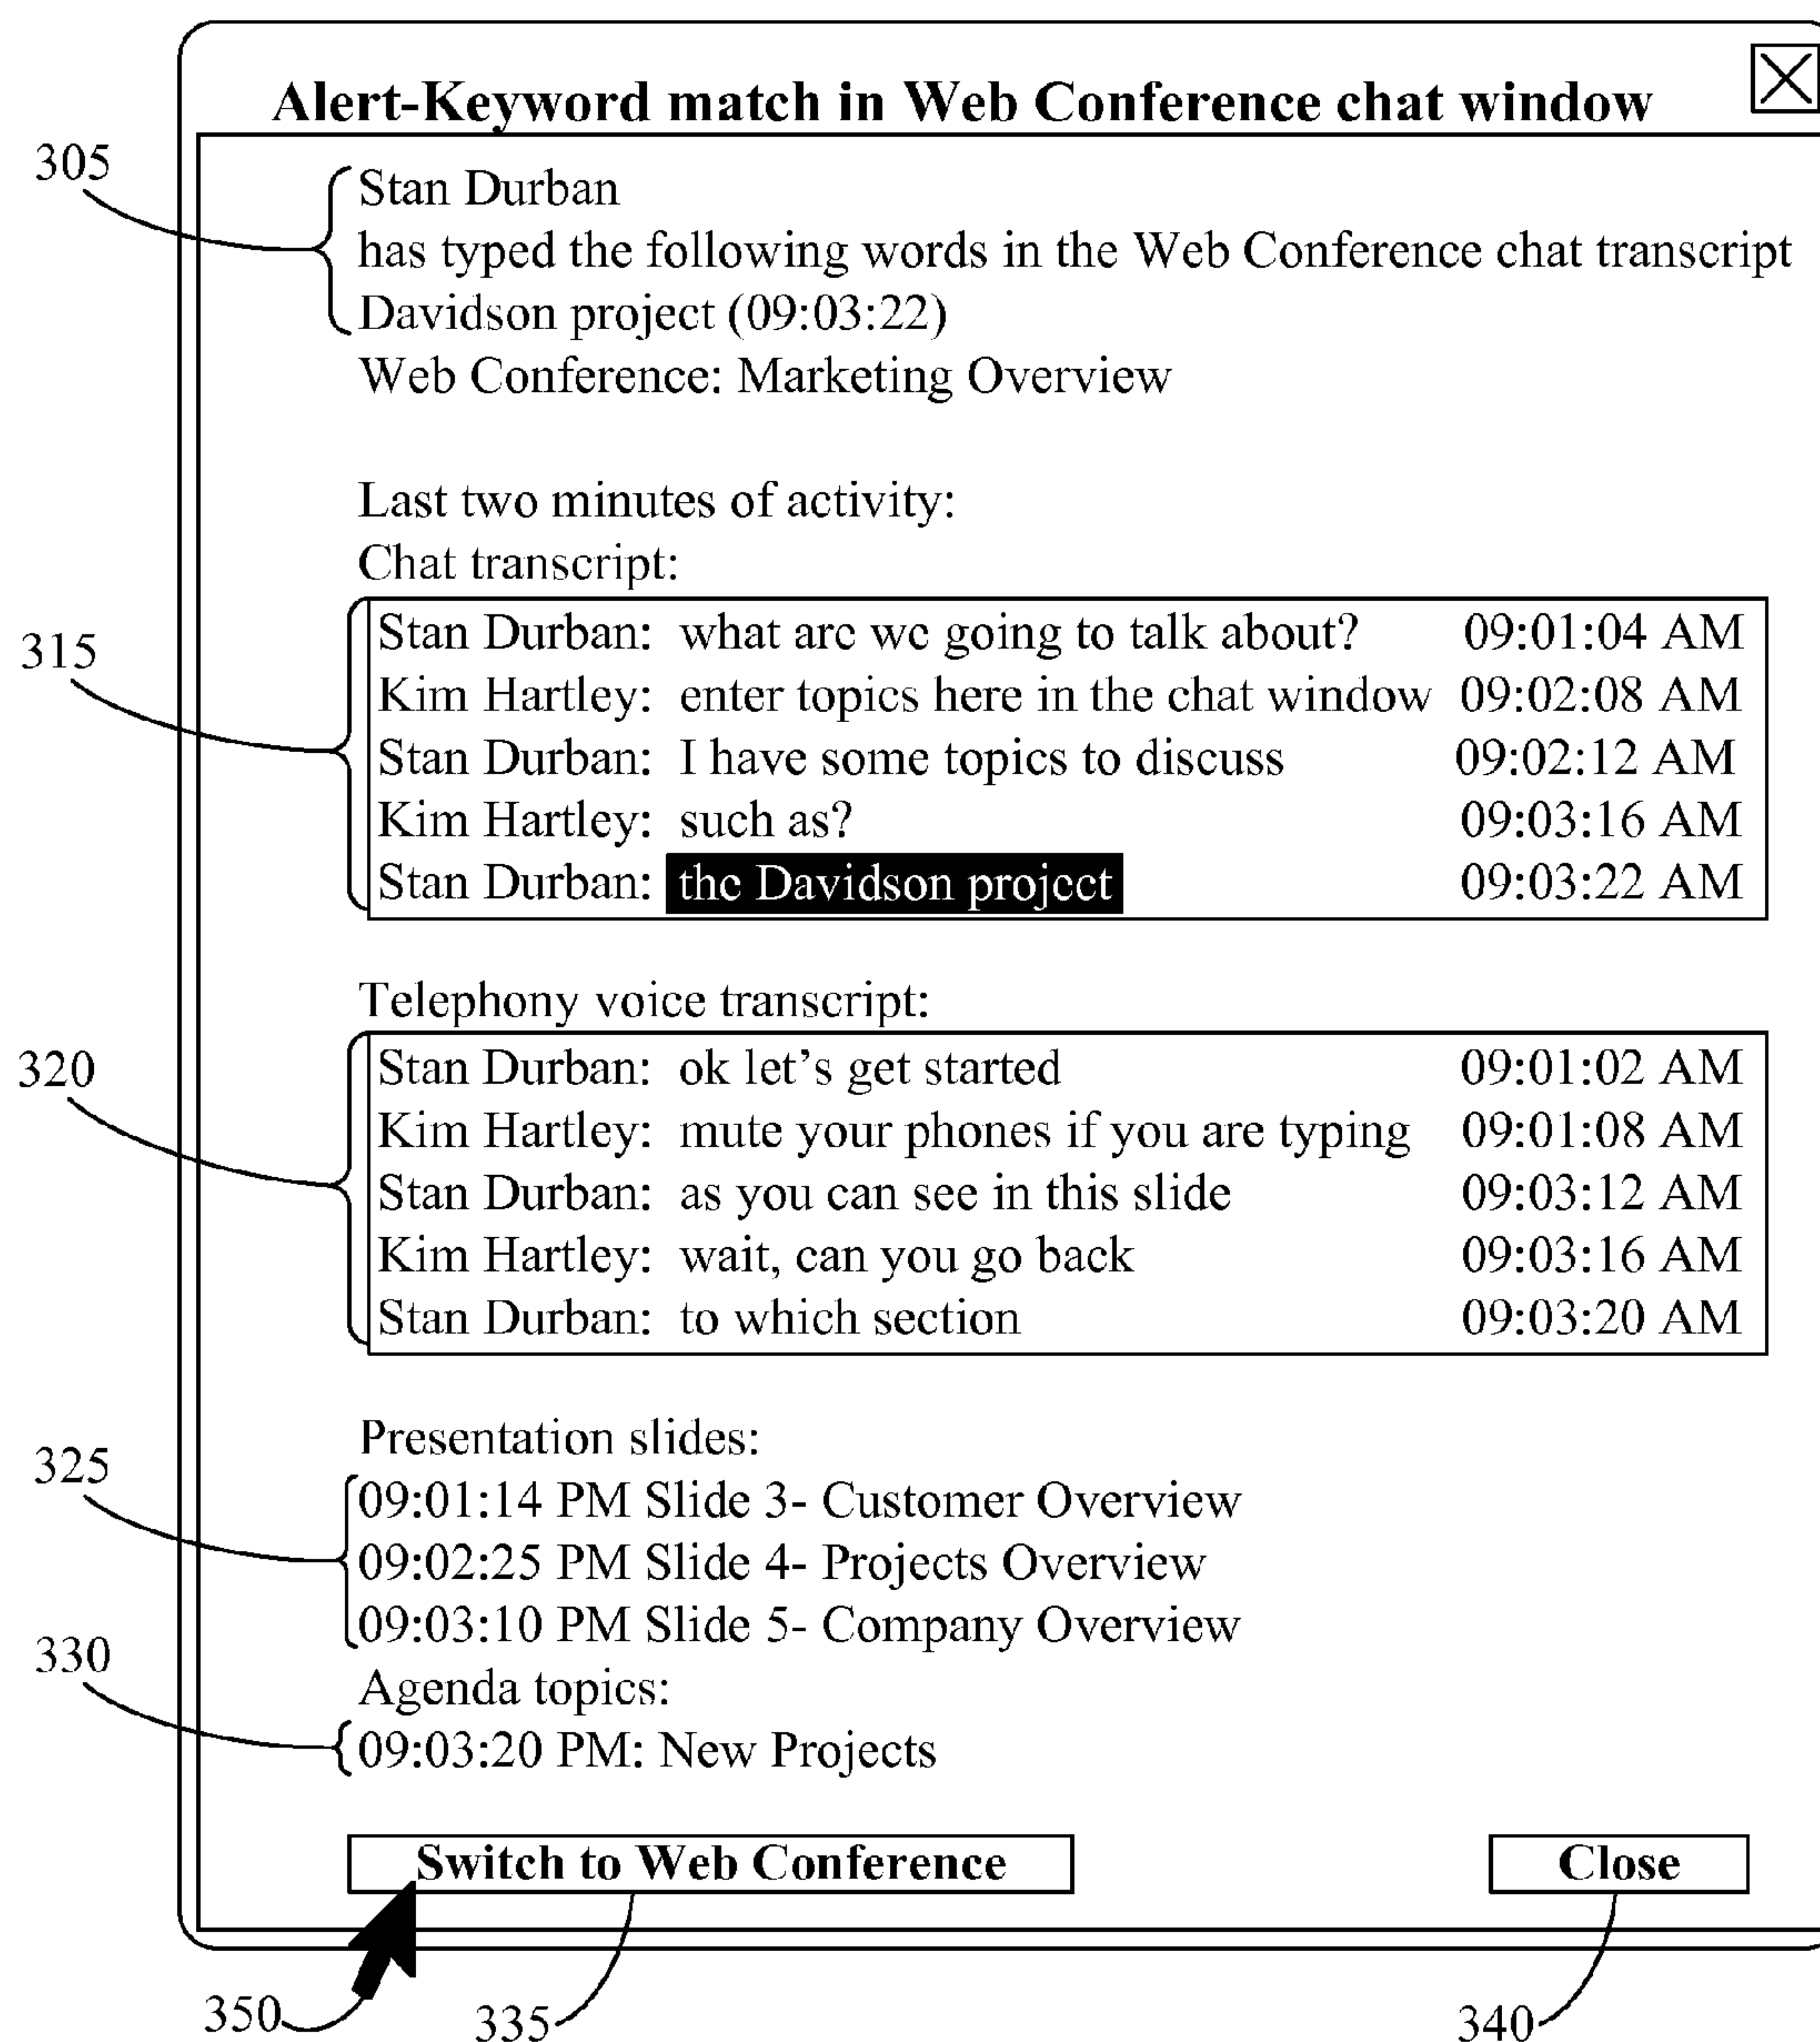 Alert-Keyword match in Web Conference chat window
305
Stan Durban
has typed the following words in the Web Conference chat transcript
Davidson project (09:03:22)
Web Conference: Marketing Overview
Last two minutes of activity:
Chat transcript:
315
Stan Durban: what are we going to talk about? 09:01:04 AM
Kim Hartley: enter topics here in the chat window 09:02:08 AM
Stan Durban: I have some topics to discuss 09:02:12 AM
Kim Hartley: such as? 09:03:16 AM
Stan Durban: the Davidson project 09:03:22 AM
Telephony voice transcript:
320
Stan Durban: ok let's get started 09:01:02 AM
Kim Hartley: mute your phones if you are typing 09:01:08 AM
Stan Durban: as you can see in this slide 09:03:12 AM
Kim Hartley: wait, can you go back 09:03:16 AM
Stan Durban: to which section 09:03:20 AM
Presentation slides:
325
09:01:14 PM Slide 3- Customer Overview
09:02:25 PM Slide 4- Projects Overview
09:03:10 PM Slide 5- Company Overview
330
Agenda topics:
09:03:20 PM: New Projects
Switch to Web Conference Close
350 335 340